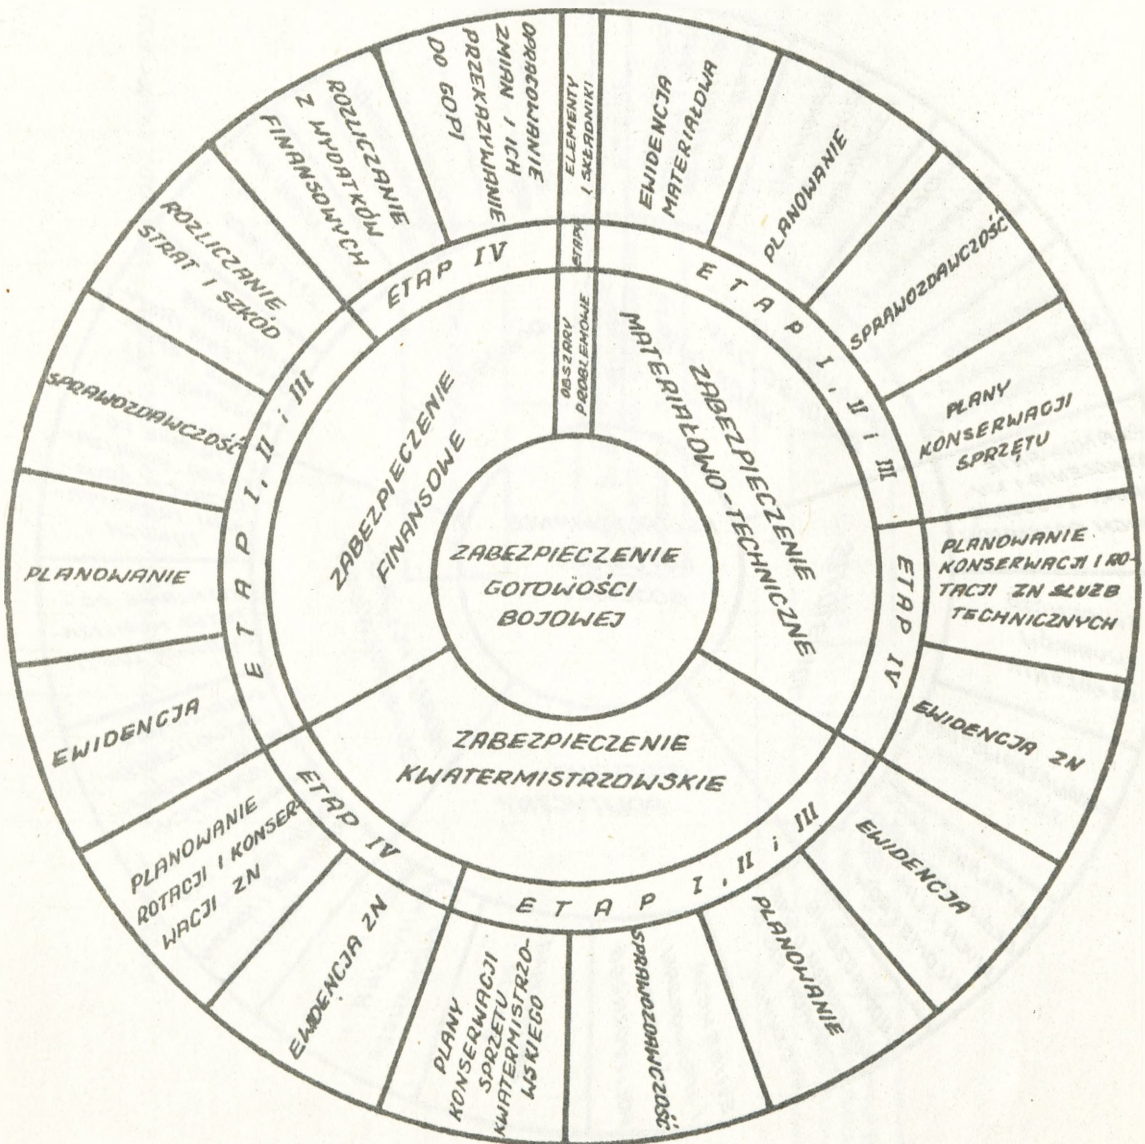 ZABEZPIECZENIE
GOTOWOŚCI
BOJOWEJ
OBSZARY
PROBLEMOWE
ETAPY
ELEMENTY
I SKŁADNIKI
ZABEZPIECZENIE
MATERIAŁOWO-TECHNICZNE
ETAP I, II i III
EWIDENCJA
MATERIAŁOWA
PLANOWANIE
SPRAWOZDAWCZOŚĆ
PLANY
KONSERWACJI
SPRZĘTU
ETAP IV
PLANOWANIE
KONSERWACJI I RO-
TACJI ZN SŁUŻB
TECHNICZNYCH
EWIDENCJA ZN
ZABEZPIECZENIE
KWATERMISTRZOWSKIE
ETAP I, II i III
EWIDENCJA
PLANOWANIE
SPRAWOZDAWCZOŚĆ
PLANY
KONSERWACJI
SPRZĘTU
KWATERMISTRZO-
WSKIEGO
ETAP IV
EWIDENCJA ZN
PLANOWANIE
ROTACJI I KONSER-
WACJI ZN
ZABEZPIECZENIE
FINANSOWE
ETAP I, II i III
EWIDENCJA
PLANOWANIE
SPRAWOZDAWCZOŚĆ
ROZLICZANIE
STRAT I SZKÓD
ETAP IV
ROZLICZANIE
Z WYDATKÓW
FINANSOWYCH
OPRACOWANIE
ZMIAN I ICH
PRZEKAZYWANIE
DO GOPI